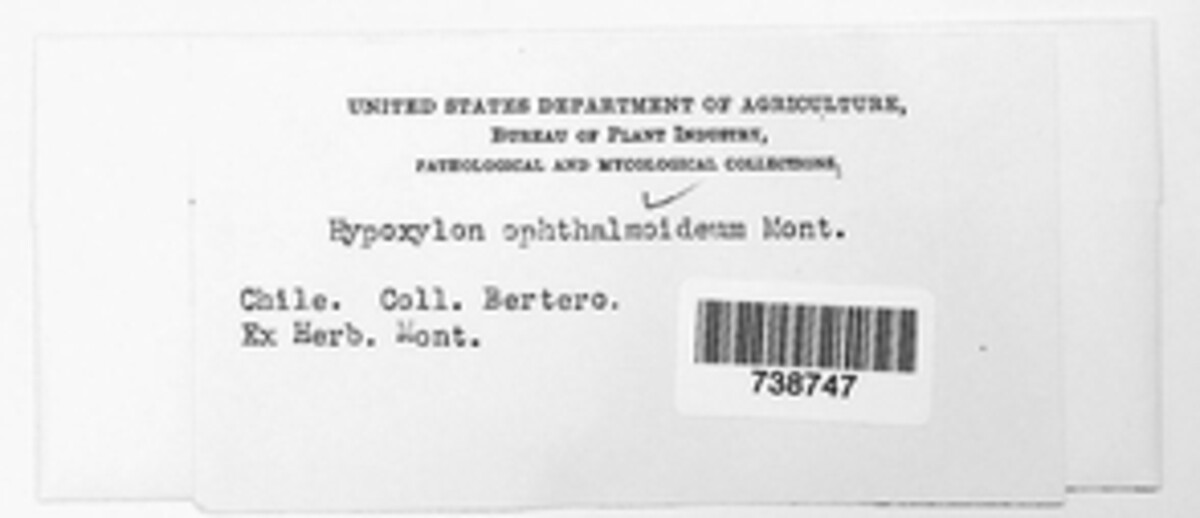 UNITED STATES DEPARTMENT OF AGRICULTURE,
BUREAU OF PLANT INDUSTRY,
PATHOLOGICAL AND MYCOLOGICAL COLLECTIONS,
Hypoxylon ophthalmoideum Mont.
Chile. Coll. Bertero.
Ex Herb. Mont.
738747